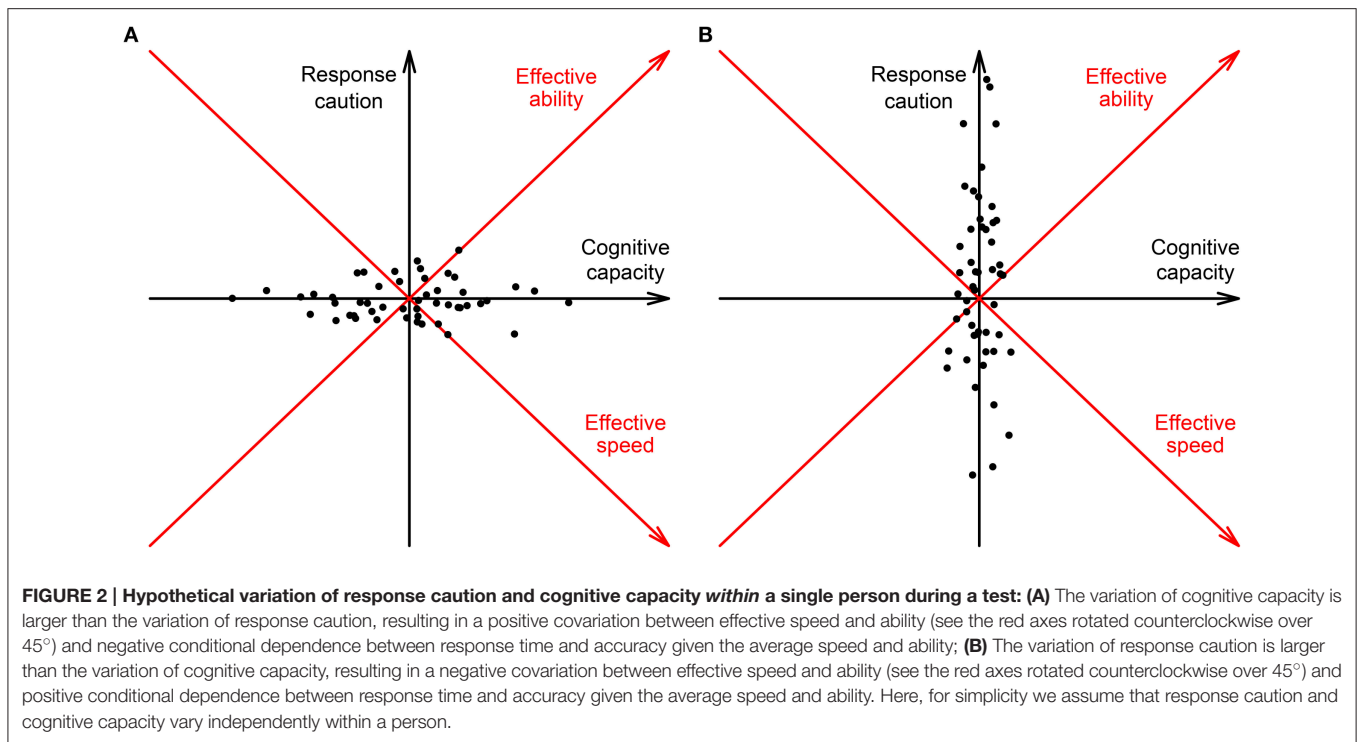 A
Response
caution
Effective
ability
Cognitive
capacity
Effective
speed
B
Response
caution
Effective
ability
Cognitive
capacity
Effective
speed
FIGURE 2 | Hypothetical variation of response caution and cognitive capacity within a single person during a test: (A) The variation of cognitive capacity is
larger than the variation of response caution, resulting in a positive covariation between effective speed and ability (see the red axes rotated counterclockwise over
45°) and negative conditional dependence between response time and accuracy given the average speed and ability; (B) The variation of response caution is larger
than the variation of cognitive capacity, resulting in a negative covariation between effective speed and ability (see the red axes rotated counterclockwise over 45°) and
positive conditional dependence between response time and accuracy given the average speed and ability. Here, for simplicity we assume that response caution and
cognitive capacity vary independently within a person.